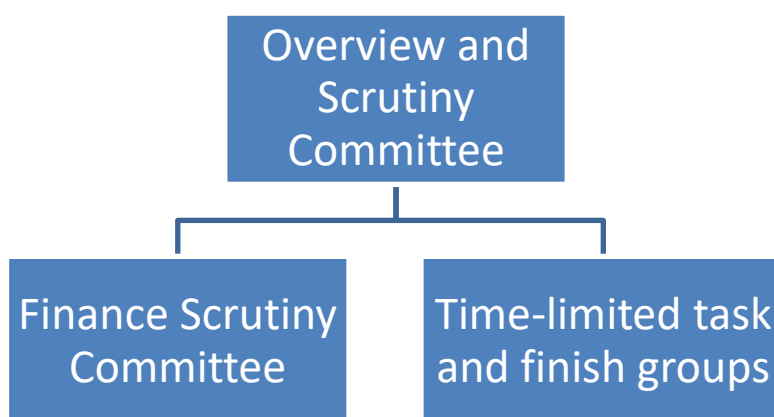 Overview and
Scrutiny
Committee
Finance Scrutiny
Committee
Time-limited task
and finish groups